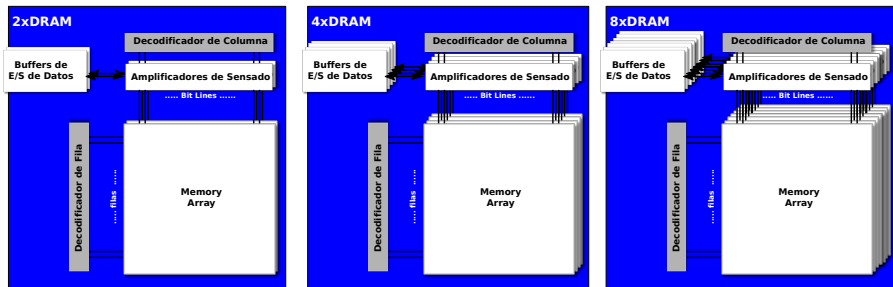 2xDRAM
Decodificador de Columna
Buffers de
E/S de Datos
Amplificadores de Sensado
..... Bit Lines ......
Decodificador de Fila
..... filas ......
Memory
Array
4xDRAM
Decodificador de Columna
Buffers de
E/S de Datos
Amplificadores de Sensado
..... Bit Lines ......
Decodificador de Fila
..... filas ......
Memory
Array
8xDRAM
Decodificador de Columna
Buffers de
E/S de Datos
Amplificadores de Sensado
..... Bit Lines ......
Decodificador de Fila
..... filas ......
Memory
Array